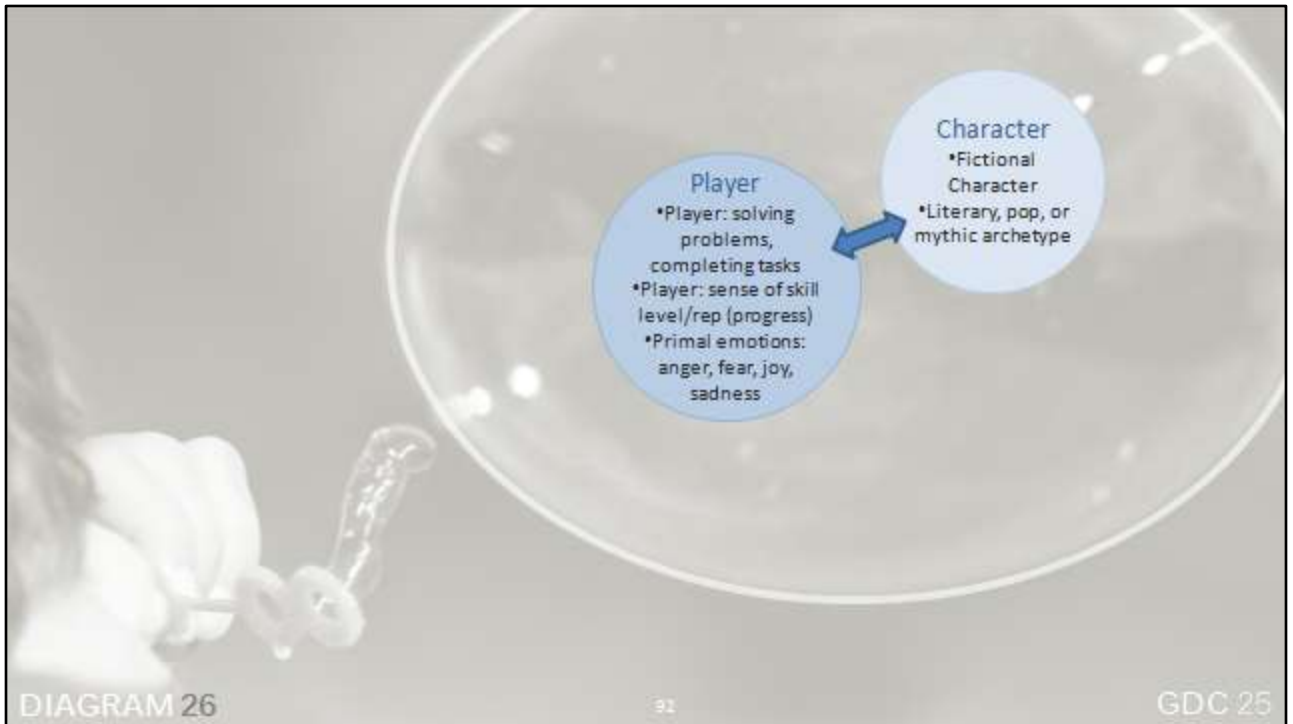 Character
•Fictional
Character
•Literary, pop, or
mythic archetype
Player
•Player: solving
problems,
completing tasks
•Player: sense of skill
level/rep (progress)
•Primal emotions:
anger, fear, joy,
sadness
DIAGRAM 26
92
GDC 25